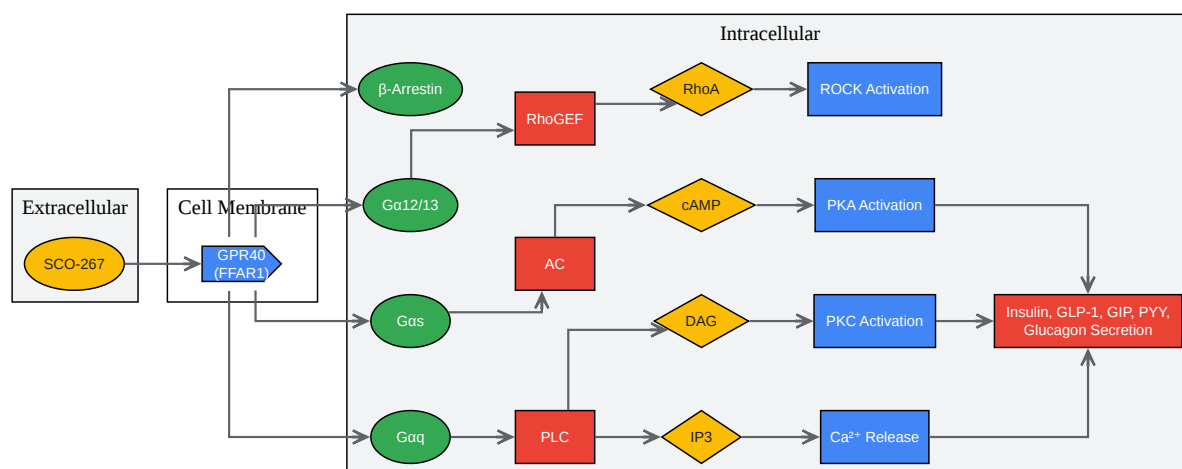 Intracellular
β-Arrestin
RhoA
ROCK Activation
RhoGEF
Extracellular
Cell Membrane
Gα12/13
cAMP
PKA Activation
SCO-267
GPR40
(FFAR1)
AC
Gαs
DAG
PKC Activation
Insulin, GLP-1, GIP, PYY,
Glucagon Secretion
Gαq
PLC
IP3
Ca²⁺ Release